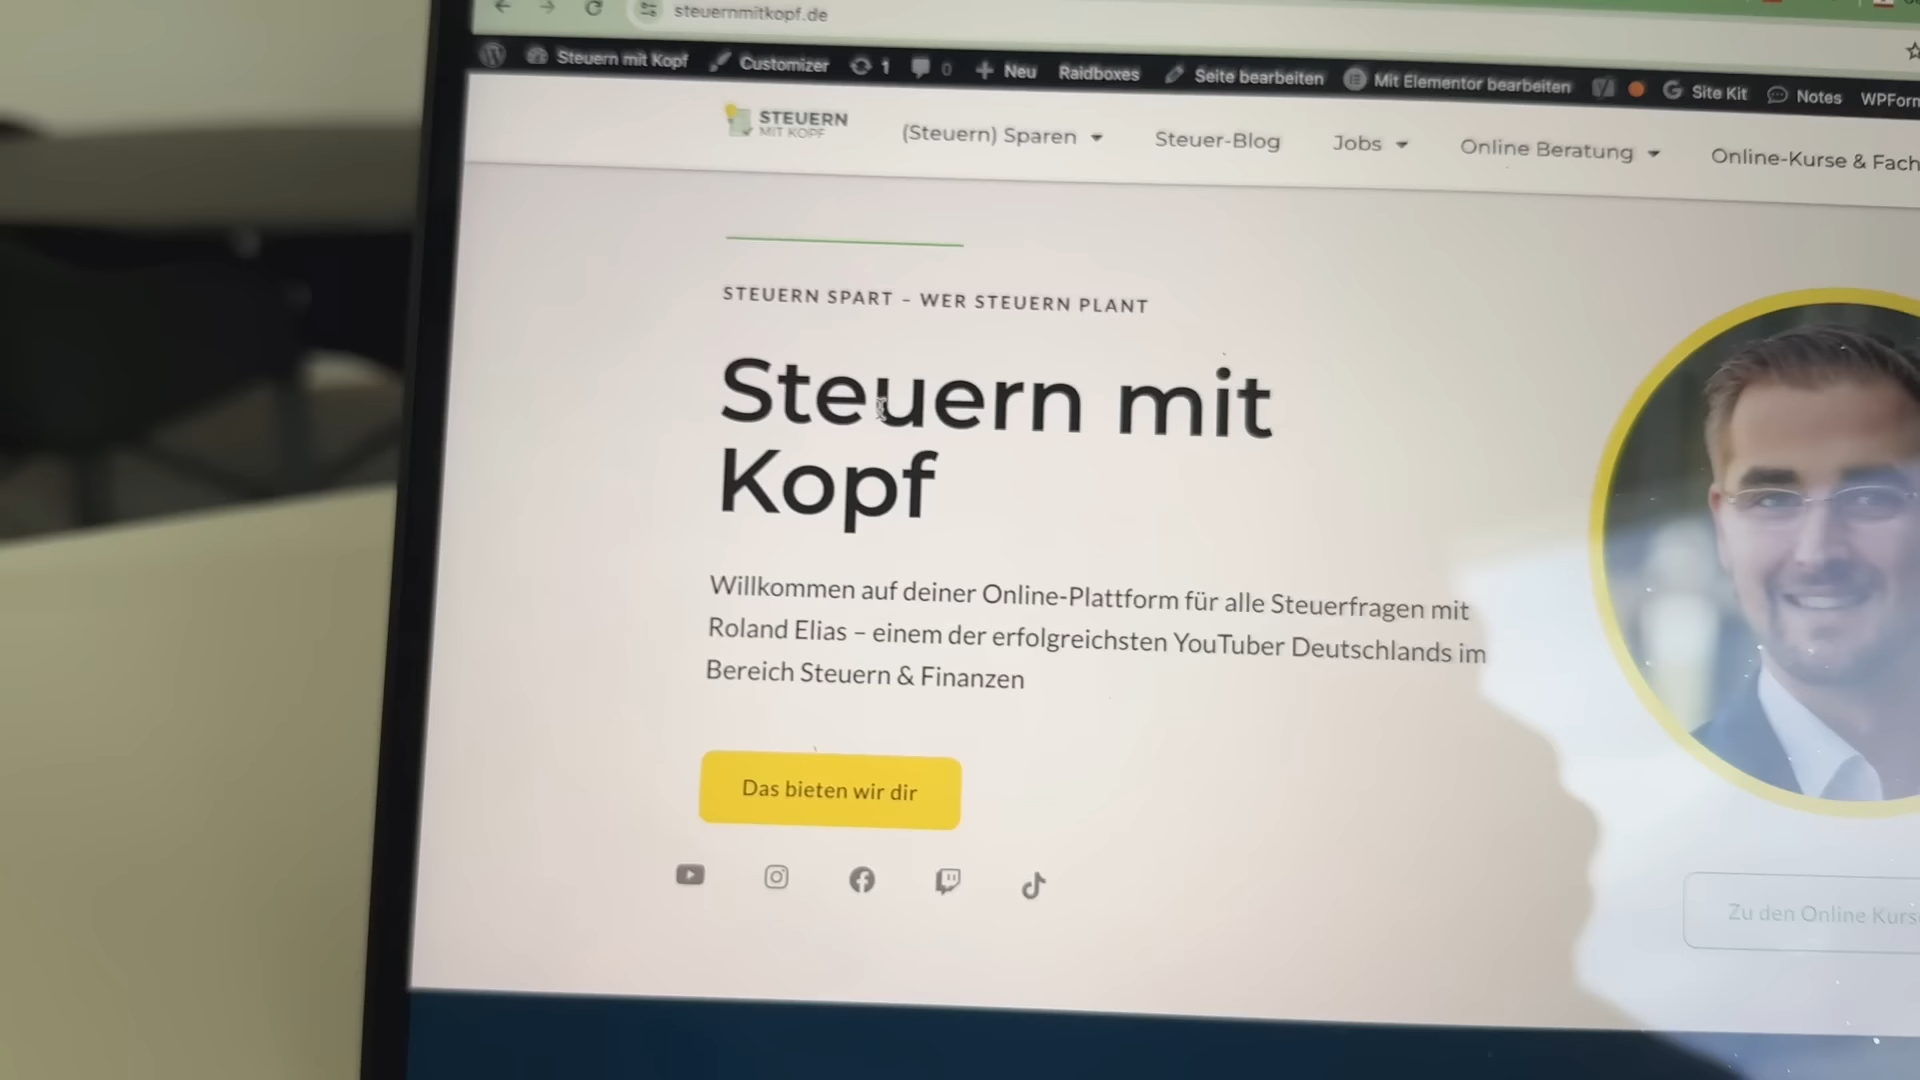 steuernmitkopf.de
Steuern mit Kopf Customizer 1 0 Neu Raidboxes Seite bearbeiten Mit Elementor bearbeiten Site Kit Notes
STEUERN
MIT KOPF
(Steuern) Sparen Steuer-Blog Jobs Online Beratung Online-Kurse &
STEUERN SPART – WER STEUERN PLANT
Steuern mit
Kopf
Willkommen auf deiner Online-Plattform für alle Steuerfragen mit
Roland Elias – einem der erfolgreichsten YouTuber Deutschlands im
Bereich Steuern & Finanzen
Das bieten wir dir
Zu den Online